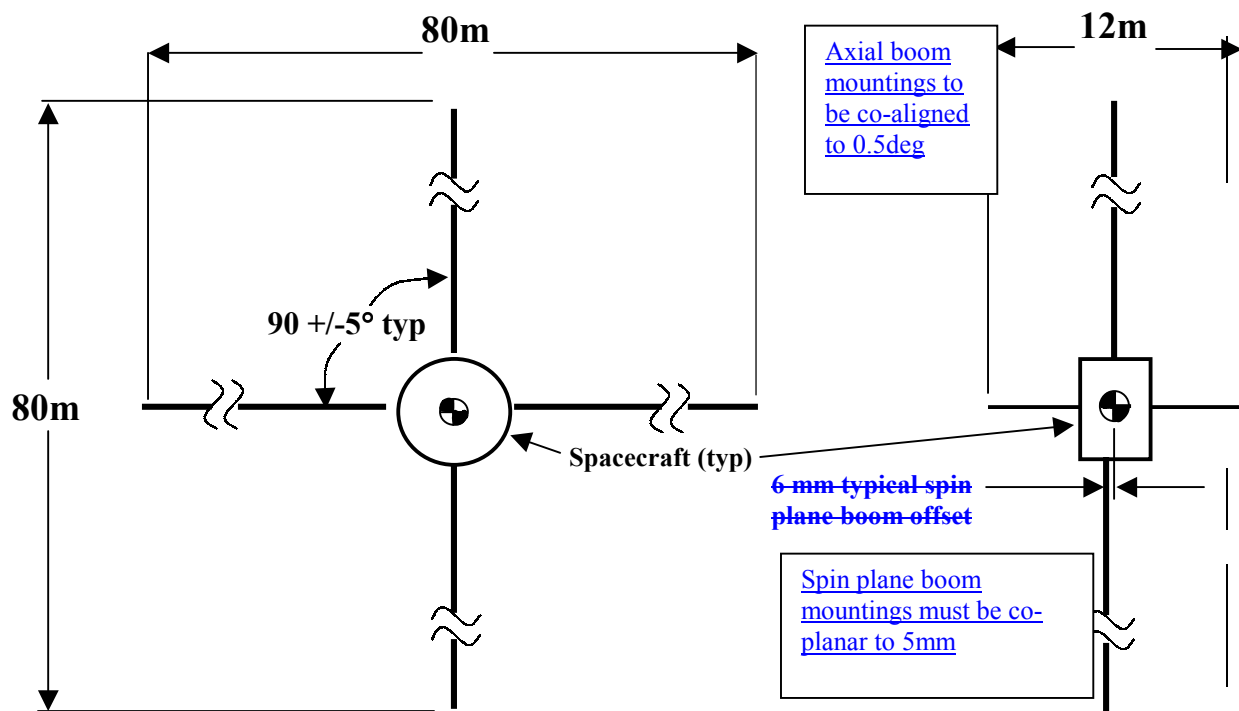 80m
12m
Axial boom
mountings to
be co-aligned
to 0.5deg
90 +/-5° typ
80m
Spacecraft (typ)
6 mm typical spin
plane boom offset
Spin plane boom
mountings must be co-
planar to 5mm